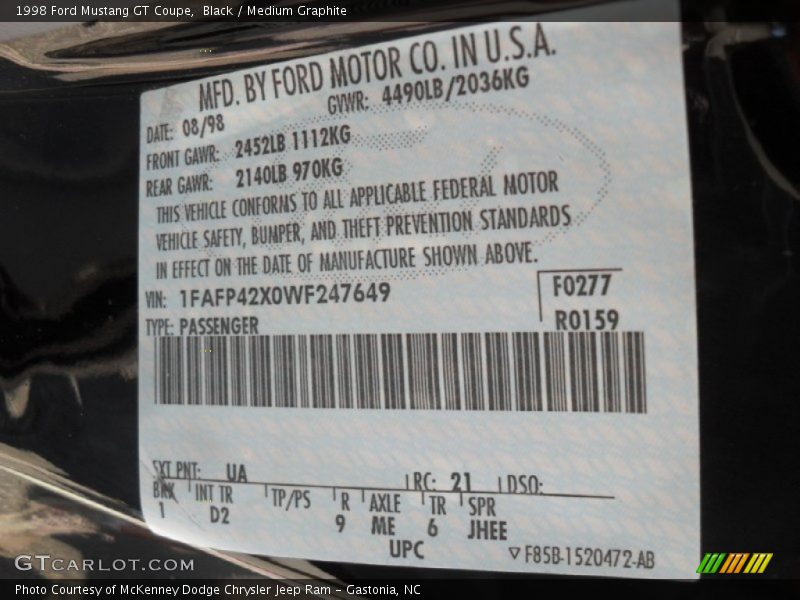 1998 Ford Mustang GT Coupe,  Black / Medium Graphite
MFD. BY FORD MOTOR CO. IN U.S.A.
DATE: 08/98 GVWR: 4490LB/2036KG
FRONT GAWR: 2452LB 1112KG
REAR GAWR: 2140LB 970KG
THIS VEHICLE CONFORMS TO ALL APPLICABLE FEDERAL MOTOR
VEHICLE SAFETY, BUMPER, AND THEFT PREVENTION STANDARDS
IN EFFECT ON THE DATE OF MANUFACTURE SHOWN ABOVE.
VIN: 1FAFP42X0WF247649 F0277
TYPE: PASSENGER R0159
EXT PNT: UA RC: 21 DSO:
BRK INT TR TP/PS R AXLE TR SPR
1 D2 9 ME 6 JHEE
UPC ▽F85B-1520472-AB
GTCARLOT.COM
Photo Courtesy of McKenney Dodge Chrysler Jeep Ram – Gastonia, NC